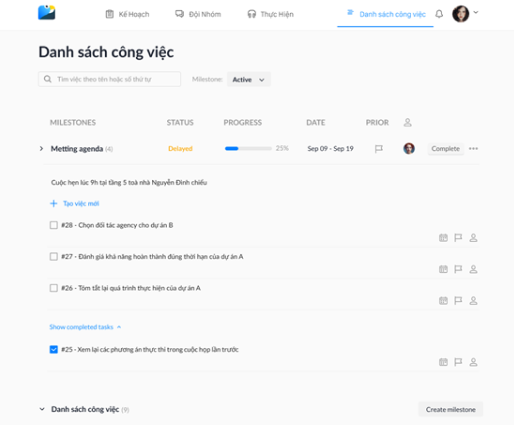 Kế Hoạch
Đội Nhóm
Thực Hiện
Danh sách công việc
Danh sách công việc
Tìm việc theo tên hoặc số thứ tự
Milestone:
Active
MILESTONES
STATUS
PROGRESS
DATE
PRIOR
Metting agenda (4)
Delayed
25%
Sep 09 - Sep 19
Complete
Cuộc hẹn lúc 9h tại tầng 5 toà nhà Nguyễn Đình chiểu
Tạo việc mới
#28 - Chọn đối tác agency cho dự án B
#27 - Đánh giá khả năng hoàn thành đúng thời hạn của dự án A
#26 - Tóm tắt lại quá trình thực hiện của dự án A
Show completed tasks
#25 - Xem lại các phương án thực thi trong cuộc họp lần trước
Danh sách công việc (9)
Create milestone